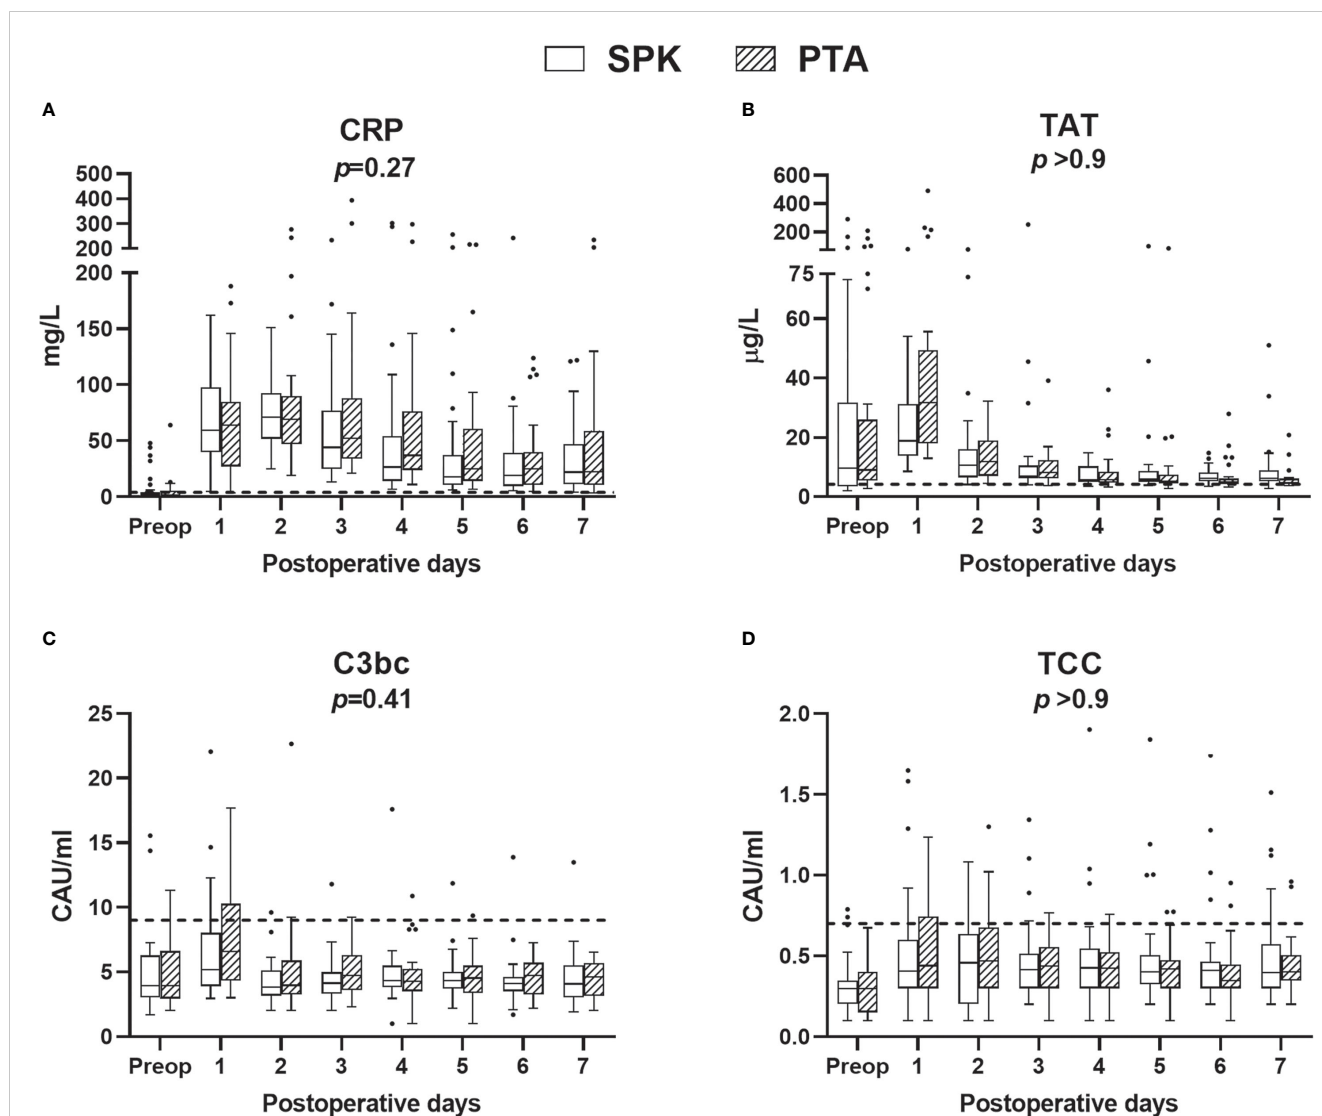 SPK PTA
A
CRP
p=0.27
500
400
300
200
200
150
100
50
0
mg/L
Preop 1 2 3 4 5 6 7
Postoperative days
B
TAT
p >0.9
600
400
200
75
60
40
20
0
µg/L
Preop 1 2 3 4 5 6 7
Postoperative days
C
C3bc
p=0.41
25
20
15
10
5
0
CAU/ml
Preop 1 2 3 4 5 6 7
Postoperative days
D
TCC
p >0.9
2.0
1.5
1.0
0.5
0.0
CAU/ml
Preop 1 2 3 4 5 6 7
Postoperative days